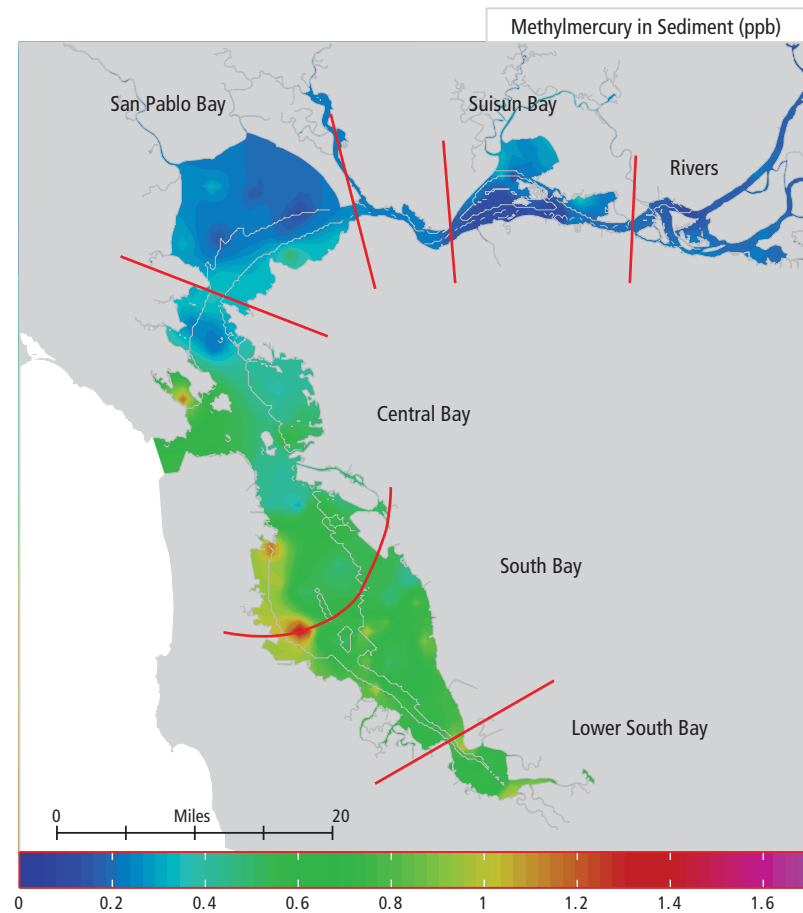 Methylmercury in Sediment (ppb)
San Pablo Bay
Suisun Bay
Rivers
Central Bay
South Bay
Lower South Bay
0 Miles 20
0 0.2 0.4 0.6 0.8 1 1.2 1.4 1.6